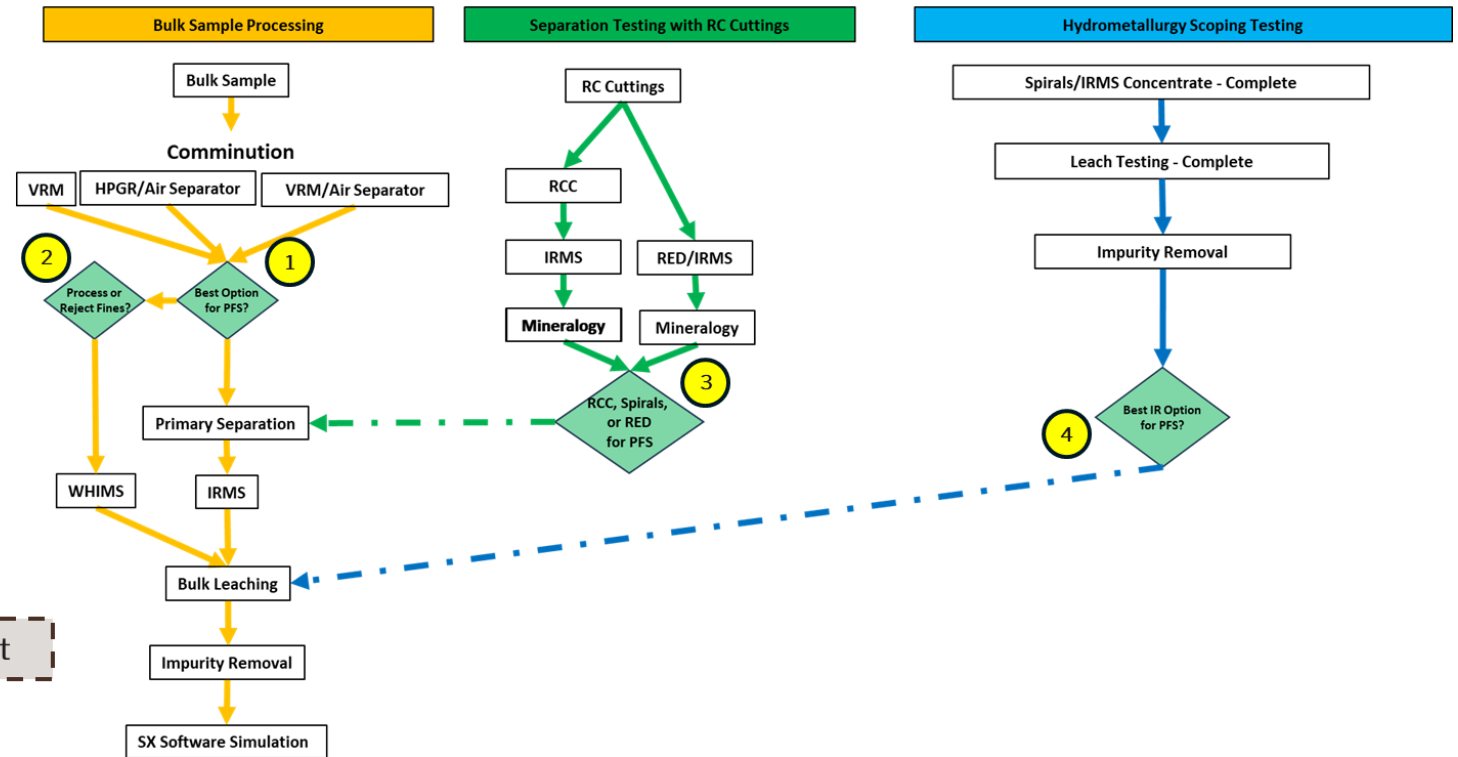 Bulk Sample Processing
Separation Testing with RC Cuttings
Hydrometallurgy Scoping Testing
Bulk Sample
Comminution
VRM
HPGR/Air Separator
VRM/Air Separator
2
1
Process or
Reject Fines?
Best Option
for PFS?
Primary Separation
WHIMS
IRMS
Bulk Leaching
Impurity Removal
SX Software Simulation
t
RC Cuttings
RCC
IRMS
RED/IRMS
Mineralogy
Mineralogy
3
RCC, Spirals,
or RED
for PFS
Spirals/IRMS Concentrate - Complete
Leach Testing - Complete
Impurity Removal
Best IR Option
for PFS?
4